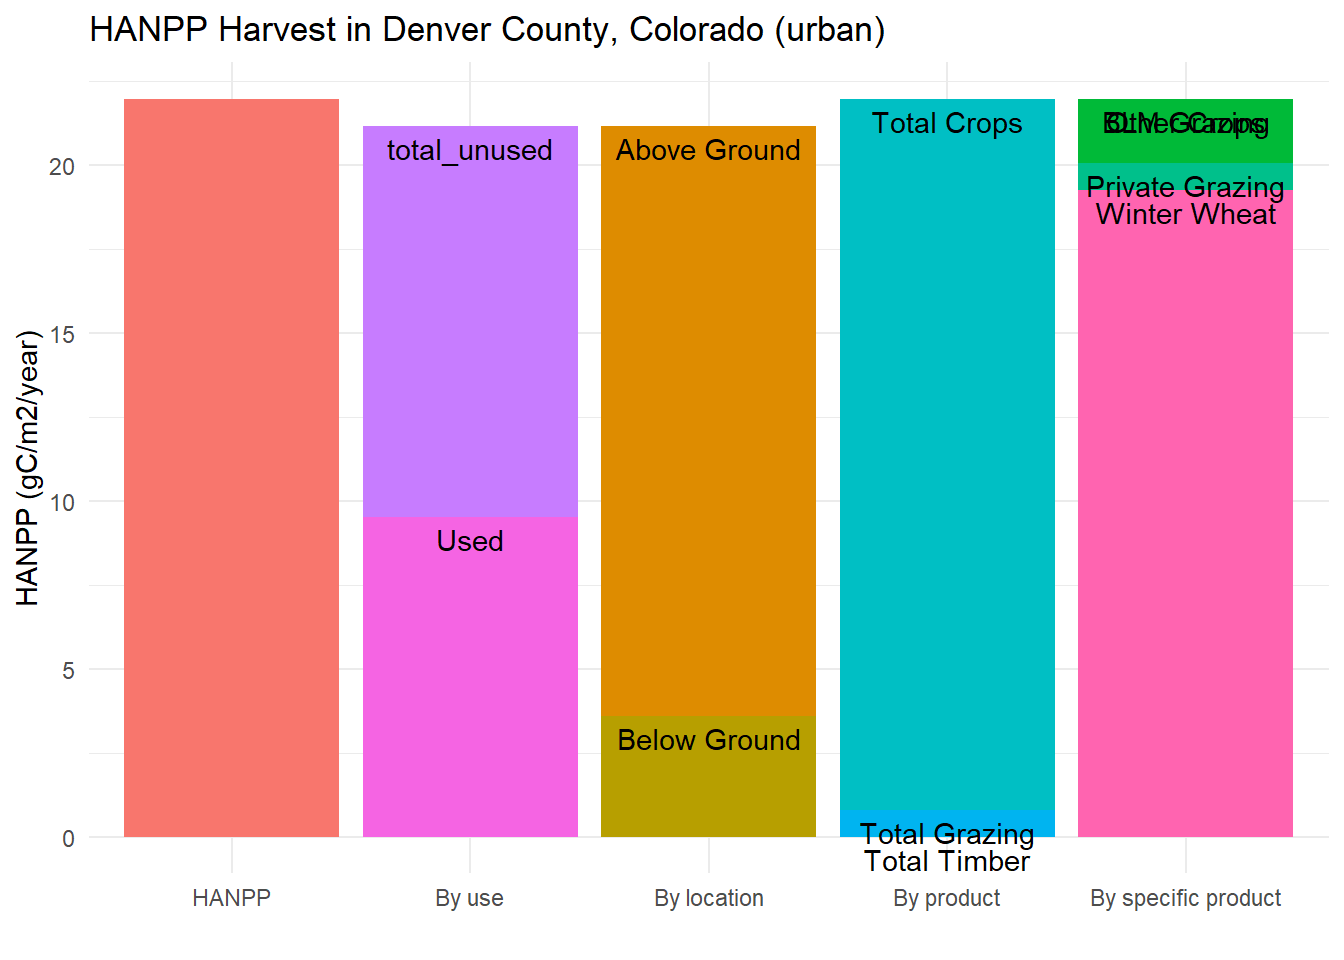 HANPP Harvest in Denver County, Colorado (urban)
HANPP (gC/m2/year)
20
15
10
5
0
total_unused
Used
Above Ground
Below Ground
Total Crops
Total Grazing
Total Timber
BLM Grazing
Other Crops
Private Grazing
Winter Wheat
HANPP
By use
By location
By product
By specific product